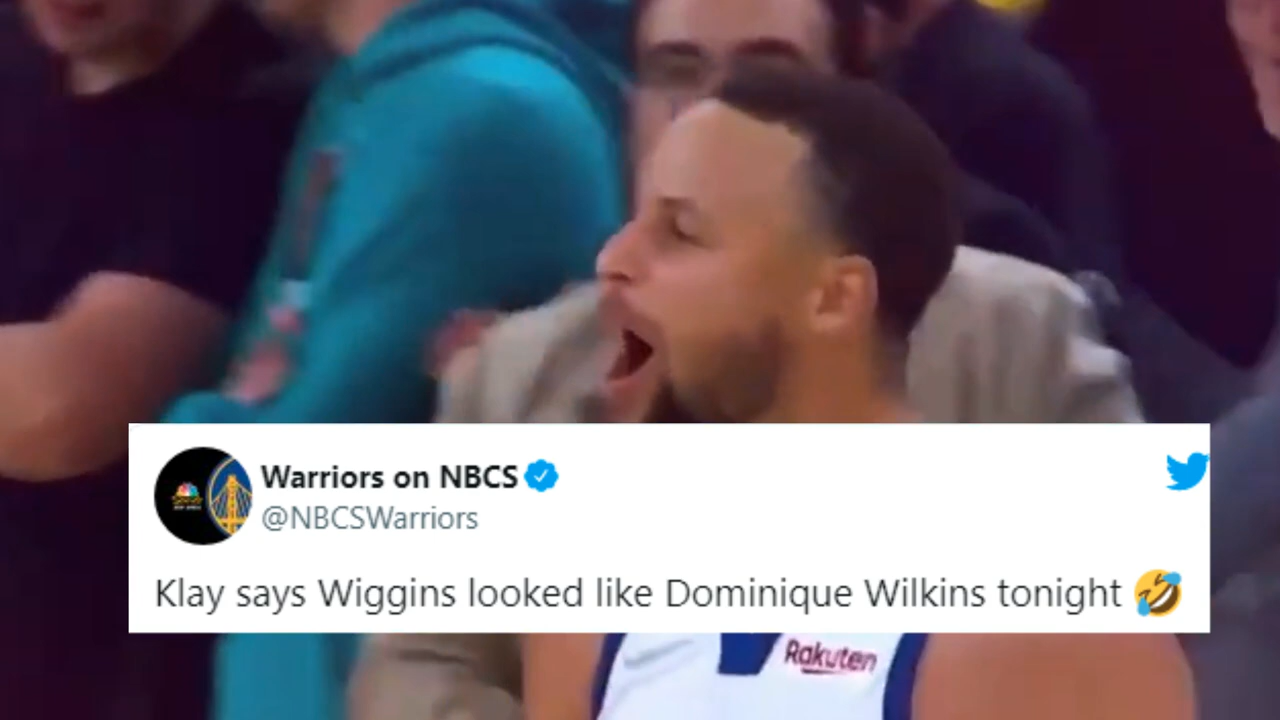 Warriors on NBCS
@NBCSWarriors
Klay says Wiggins looked like Dominique Wilkins tonight 🤣
Rakuten